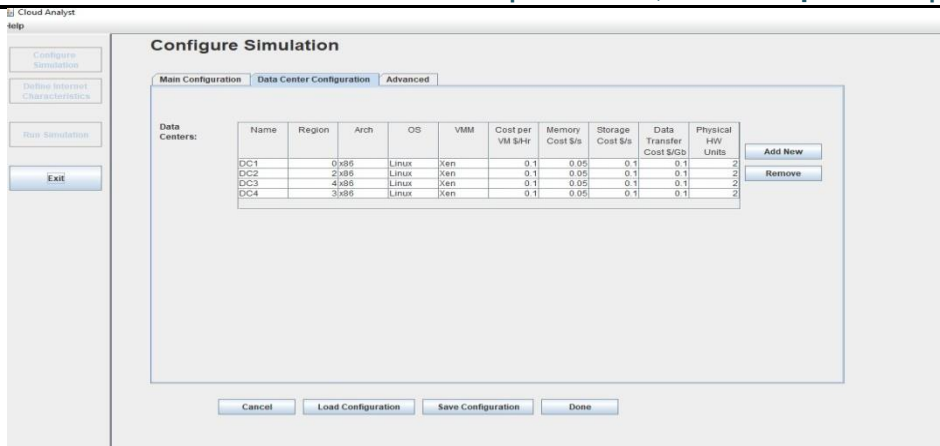 Cloud Analyst
Help
Configure Simulation
Configure Simulation
Define Internet Characteristics
Run Simulation
Exit
Main Configuration Data Center Configuration Advanced
Data Centers:
Name Region Arch OS VMM Cost per VM $/Hr Memory Cost $/s Storage Cost $/s Data Transfer Cost $/Gb Physical HW Units
DC1 0 x86 Linux Xen 0.1 0.05 0.1 0.1 2
DC2 2 x86 Linux Xen 0.1 0.05 0.1 0.1 2
DC3 4 x86 Linux Xen 0.1 0.05 0.1 0.1 2
DC4 3 x86 Linux Xen 0.1 0.05 0.1 0.1 2
Add New
Remove
Cancel Load Configuration Save Configuration Done